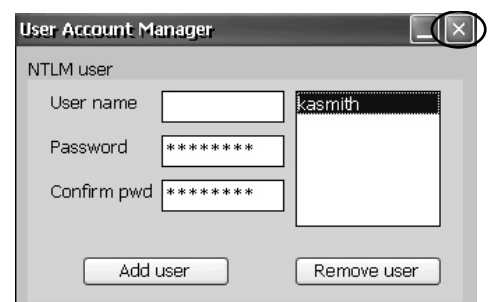 User Account Manager
NTLM user
User name
kasmith
Password ********
Confirm pwd ********
Add user Remove user